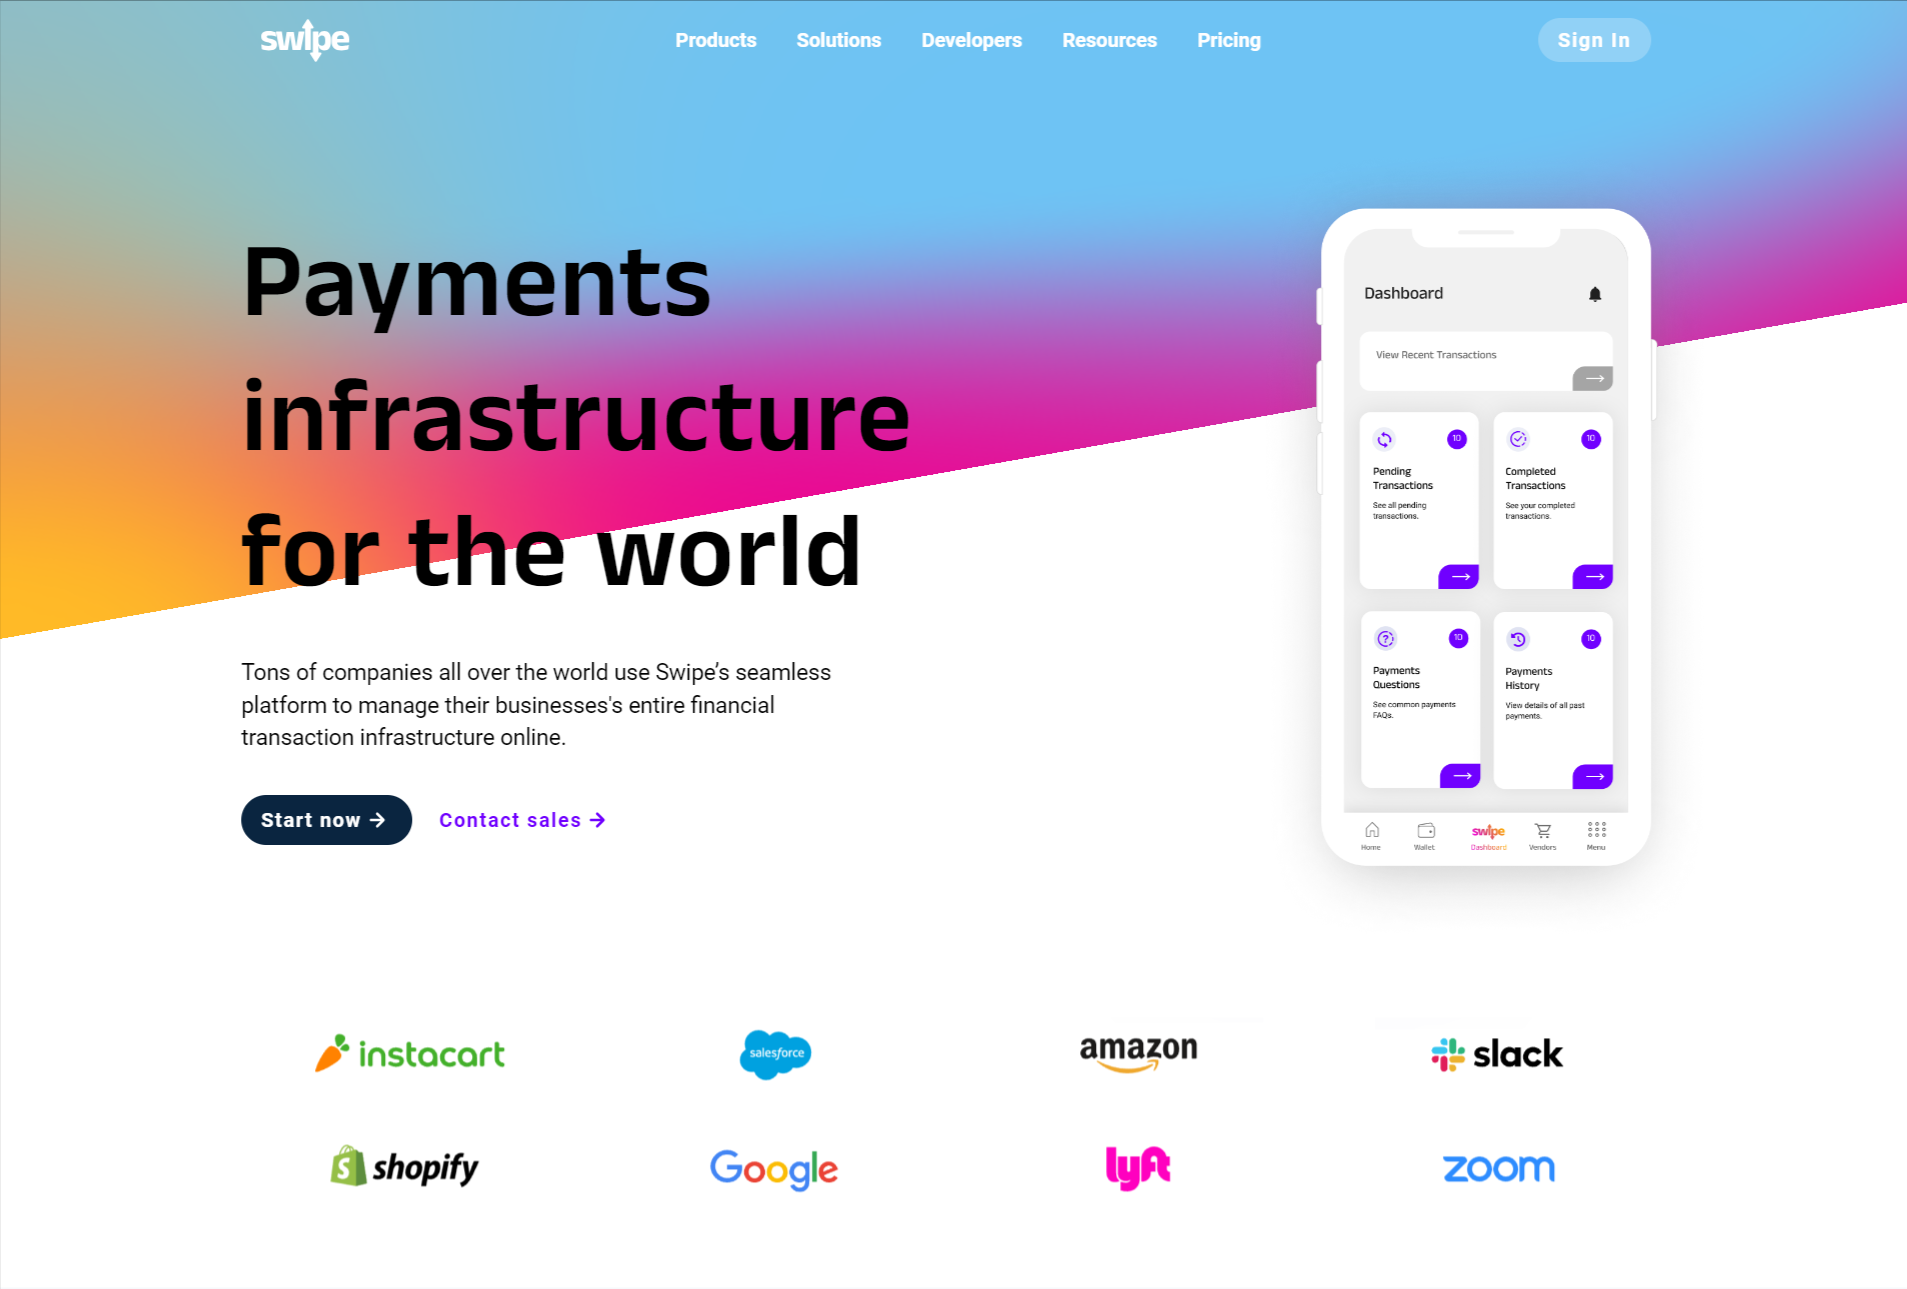 swipe
Products Solutions Developers Resources Pricing
Sign In
Payments
infrastructure
for the world
Tons of companies all over the world use Swipe’s seamless
platform to manage their businesses's entire financial
transaction infrastructure online.
Start now
Contact sales
Dashboard
View Recent Transactions
10
Pending
Transactions
See all pending
transactions.
10
Completed
Transactions
See your completed
transactions.
10
Payments
Questions
See common payments
FAQs.
10
Payments
History
View details of all past
payments.
Home
Wallet
swipe
Dashboard
Vendors
Menu
instacart
salesforce
amazon
slack
shopify
Google
lyft
zoom